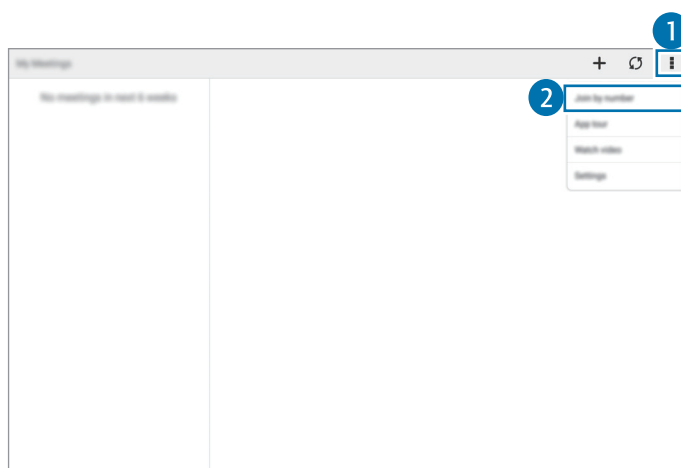 1
My Meetings
No meetings in next 6 weeks
2
Join by number
App tour
Watch video
Settings